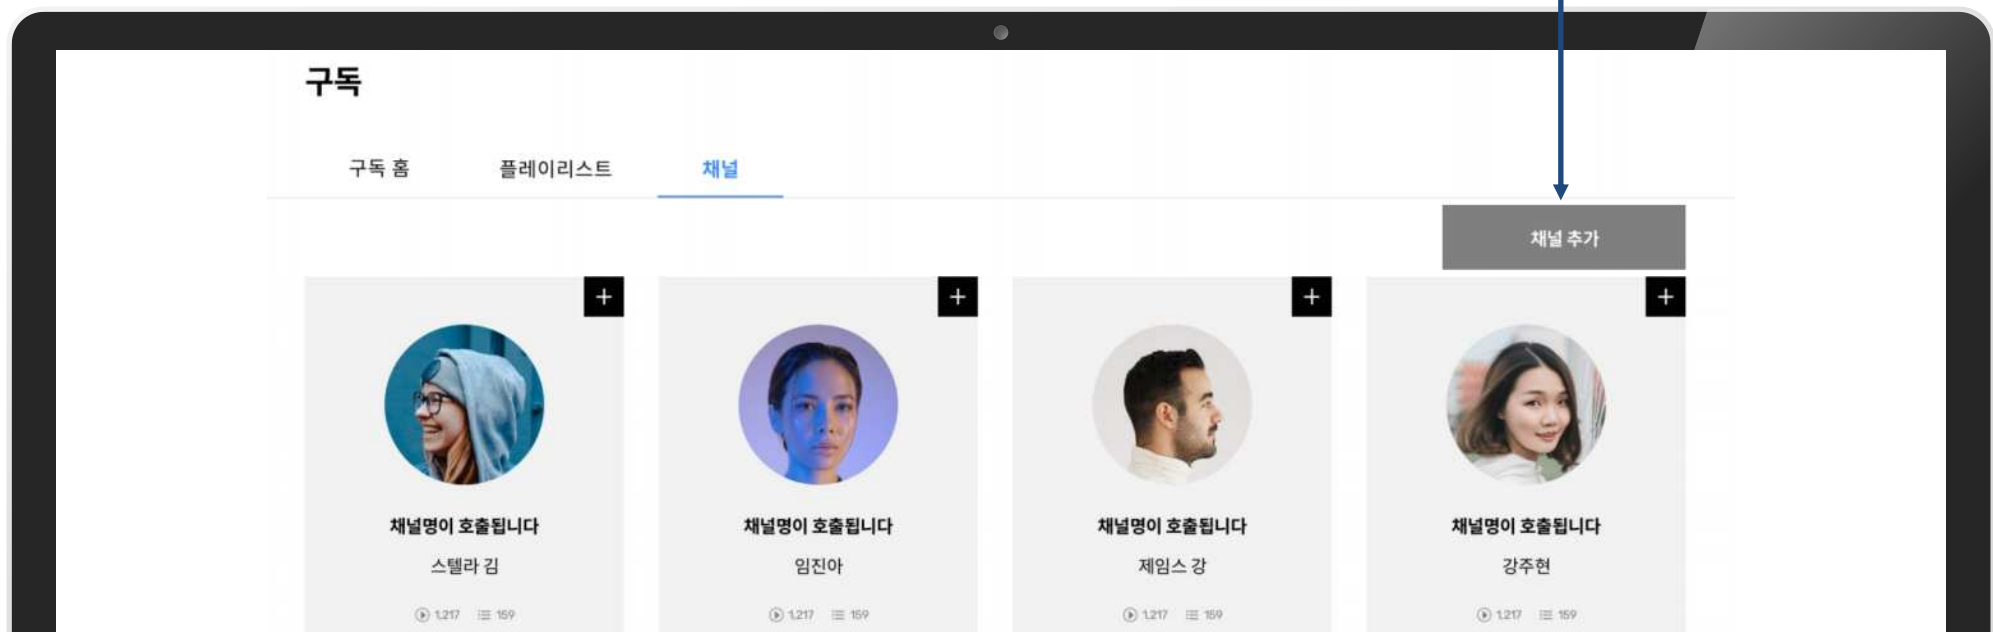 구독
구독 홈 플레이리스트 채널
채널 추가
채널명이 호출됩니다 채널명이 호출됩니다 채널명이 호출됩니다 채널명이 호출됩니다
스텔라 김 임진아 제임스 강 강주현
1,217 159 1,217 159 1,217 159 1,217 159